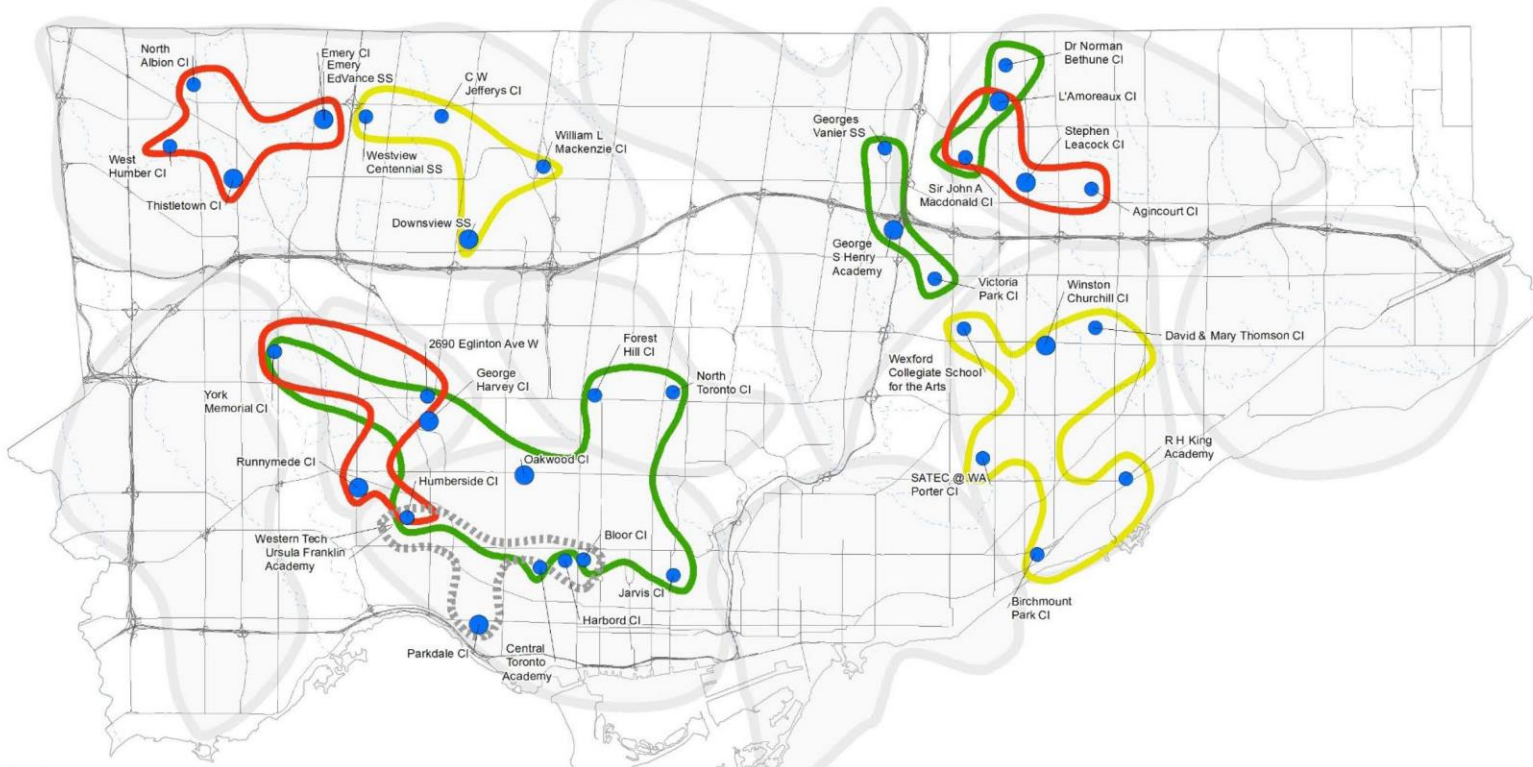 North
Albion CI
Emery CI
Emery
EdVance SS
C W
Jefferys CI
West
Humber CI
Thistletown CI
Westview
Centennial SS
William L
Mackenzie CI
Downsview SS
Georges
Vanier SS
Dr Norman
Bethune CI
L'Amoreaux CI
Stephen
Leacock CI
Sir John A
Macdonald CI
Agincourt CI
George
S Henry
Academy
Victoria
Park CI
Winston
Churchill CI
David & Mary Thomson CI
Wexford
Collegiate School
for the Arts
SATEC @ WA
Porter CI
R H King
Academy
Birchmount
Park CI
2690 Eglinton Ave W
George
Harvey CI
York
Memorial CI
Forest
Hill CI
North
Toronto CI
Runnymede CI
Oakwood CI
Humberside CI
Western Tech
Ursula Franklin
Academy
Bloor CI
Jarvis CI
Harbord CI
Parkdale CI
Central
Toronto
Academy